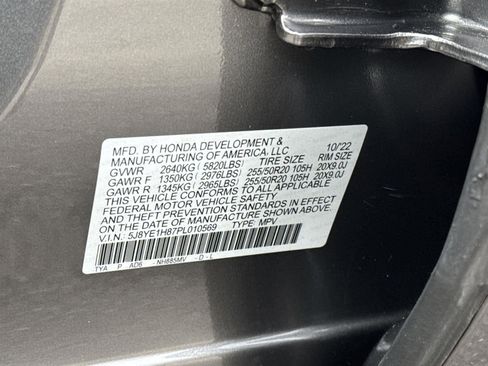 MFD. BY HONDA DEVELOPMENT & 10/22
MANUFACTURING OF AMERICA, LLC
GVWR 2640KG ( 5820LBS) TIRE SIZE RIM SIZE
GAWR F 1350KG ( 2976LBS) 255/50R20 105H 20X9.0J
GAWR R 1345KG ( 2965LBS) 255/50R20 105H 20X9.0J
THIS VEHICLE CONFORMS TO ALL APPLICABLE
FEDERAL MOTOR VEHICLE SAFETY, BUMPER,
AND THEFT PREVENTION STANDARDS IN EFFECT
ON THE DATE OF MANUFACTURE SHOWN ABOVE.
V.I.N.: 5J8YE1H87PL010569 TYPE: MPV
TYA P AD6 NH885MV -D-L